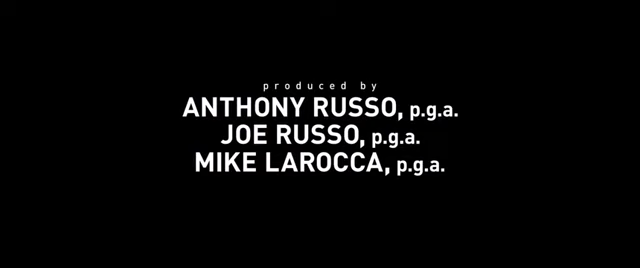 produced by
ANTHONY RUSSO, p.g.a.
JOE RUSSO, p.g.a.
MIKE LAROCCA, p.g.a.